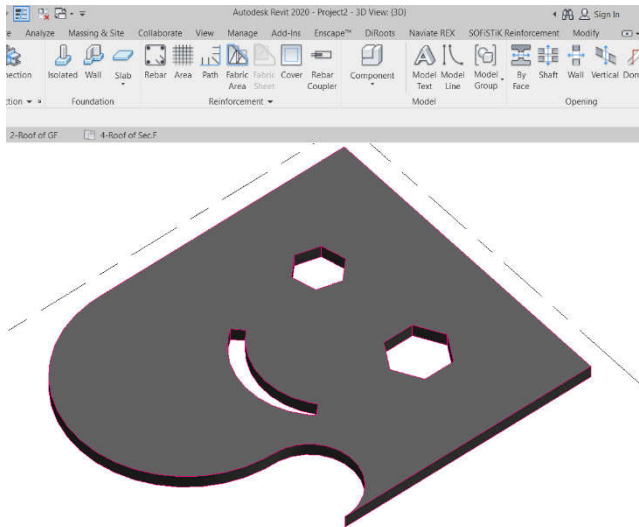 Autodesk Revit 2020 - Project2 - 3D View: {3D} Sign In
Analyze Massing & Site Collaborate View Manage Add-Ins Enscape™ DiRoots Naviate REX SOFiSTiK Reinforcement Modify
Isolated Wall Slab Rebar Area Path Fabric Area Fabric Sheet Cover Rebar Coupler Component Model Text Model Line Model Group By Face Shaft Wall Vertical
Foundation Reinforcement Model Opening
2-Roof of GF 4-Roof of Sec.F